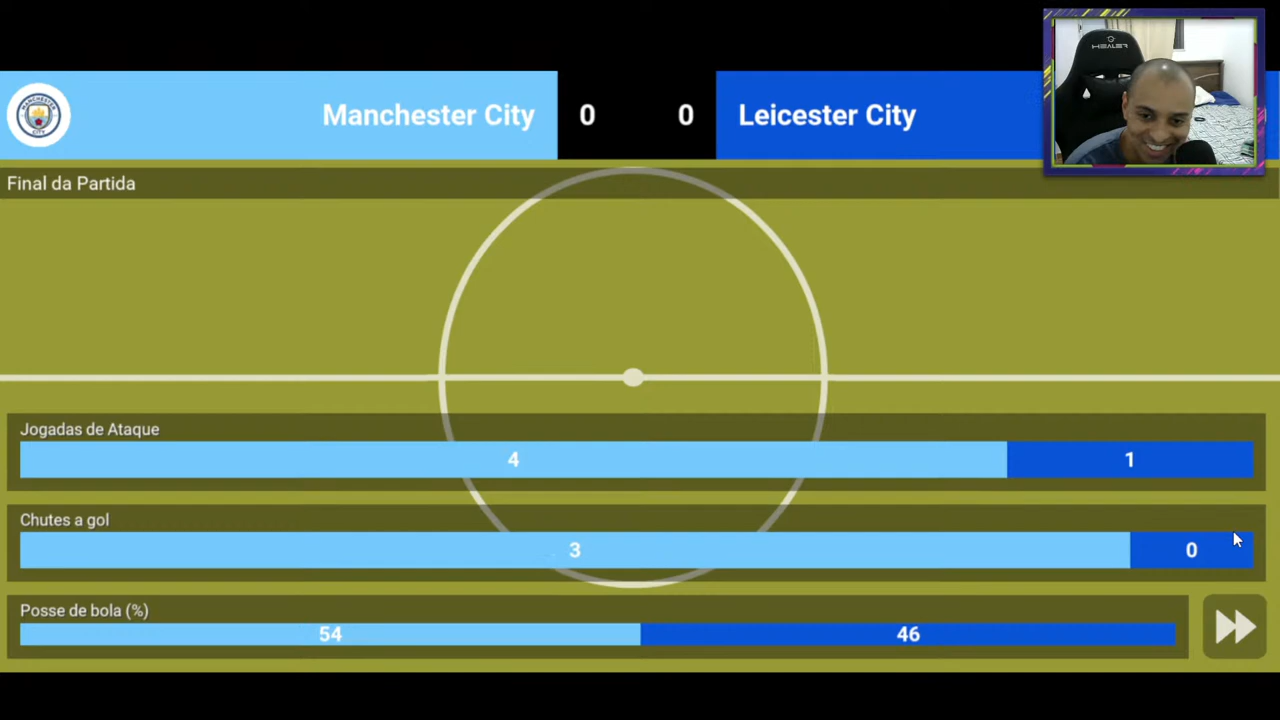 Manchester City
0
0
Leicester City
HEALER
Final da Partida
Jogadas de Ataque
4
1
Chutes a gol
3
0
Posse de bola (%)
54
46